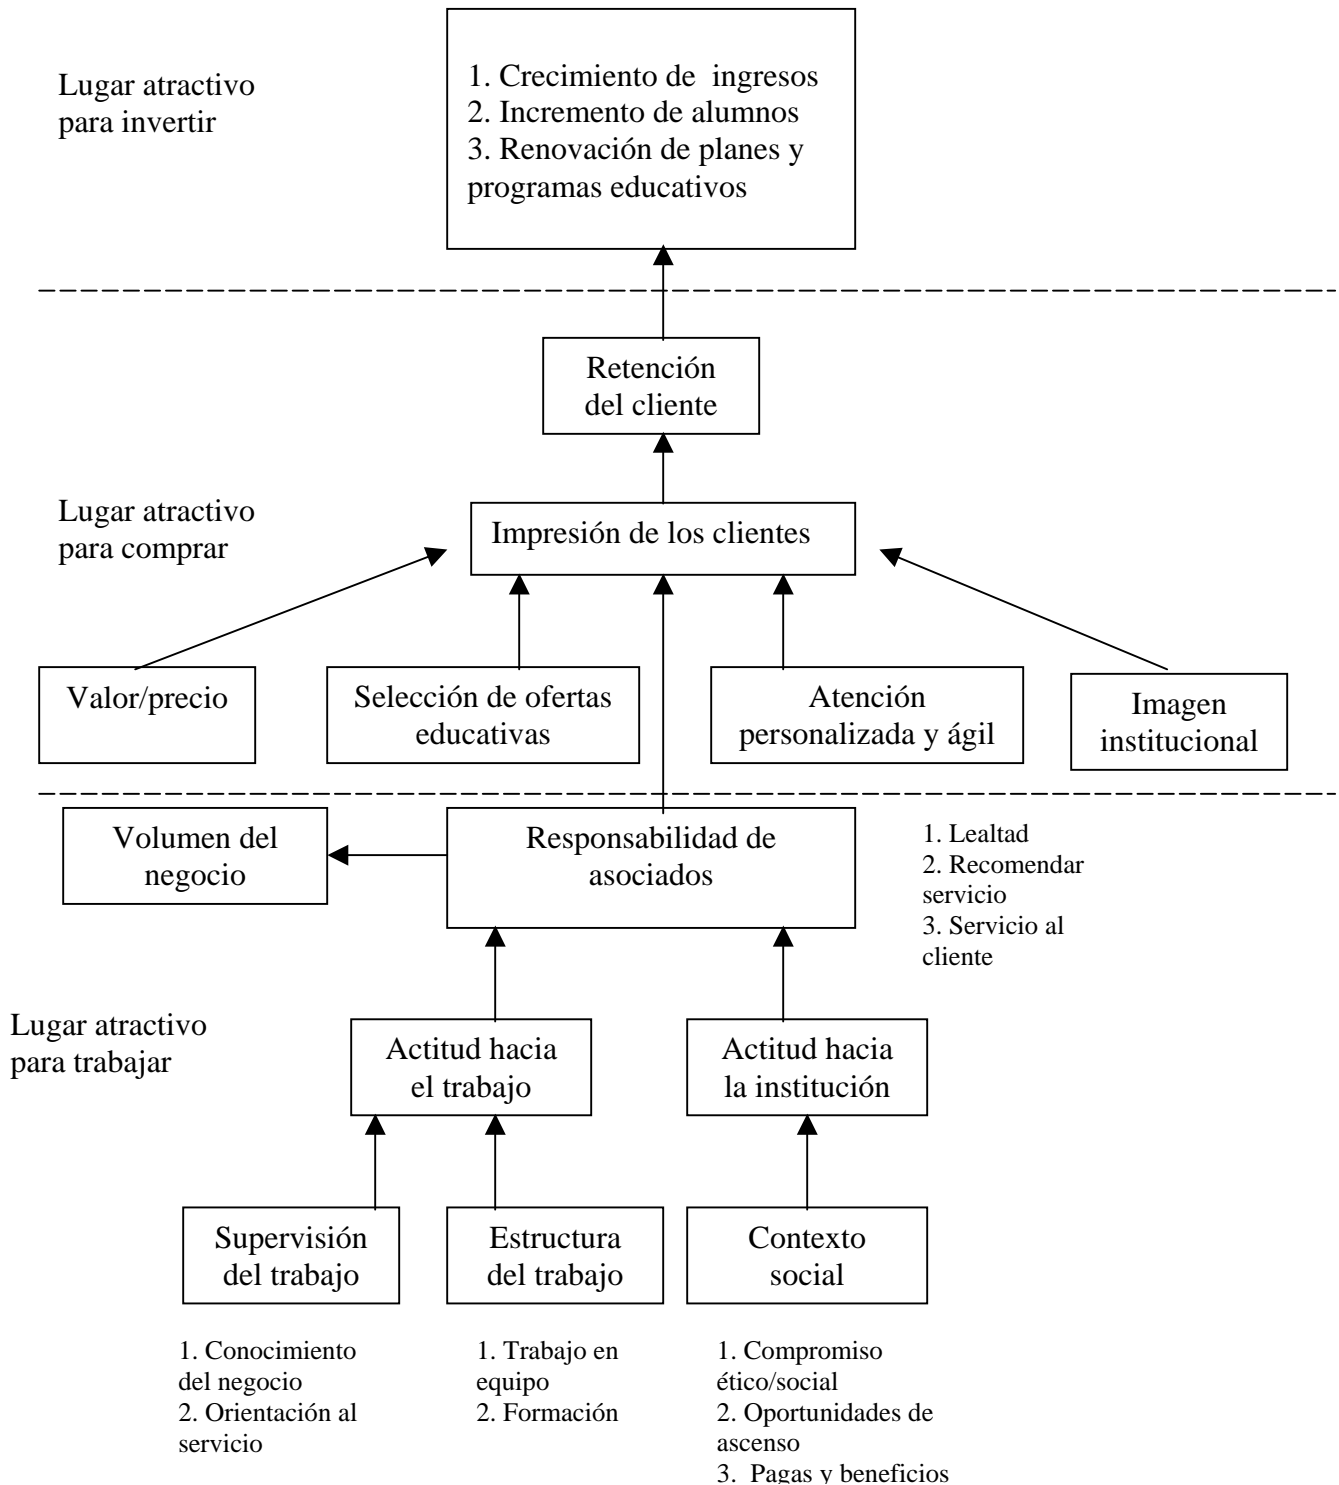 Lugar atractivo
para invertir
1. Crecimiento de  ingresos
2. Incremento de alumnos
3. Renovación de planes y
programas educativos
Retención
del cliente
Lugar atractivo
para comprar
Impresión de los clientes
Valor/precio
Selección de ofertas
educativas
Atención
personalizada y ágil
Imagen
institucional
Volumen del
negocio
Responsabilidad de
asociados
1. Lealtad
2. Recomendar
servicio
3. Servicio al
cliente
Lugar atractivo
para trabajar
Actitud hacia
el trabajo
Actitud hacia
la institución
Supervisión
del trabajo
Estructura
del trabajo
Contexto
social
1. Conocimiento
del negocio
2. Orientación al
servicio
1. Trabajo en
equipo
2. Formación
1. Compromiso
ético/social
2. Oportunidades de
ascenso
3.  Pagas y beneficios